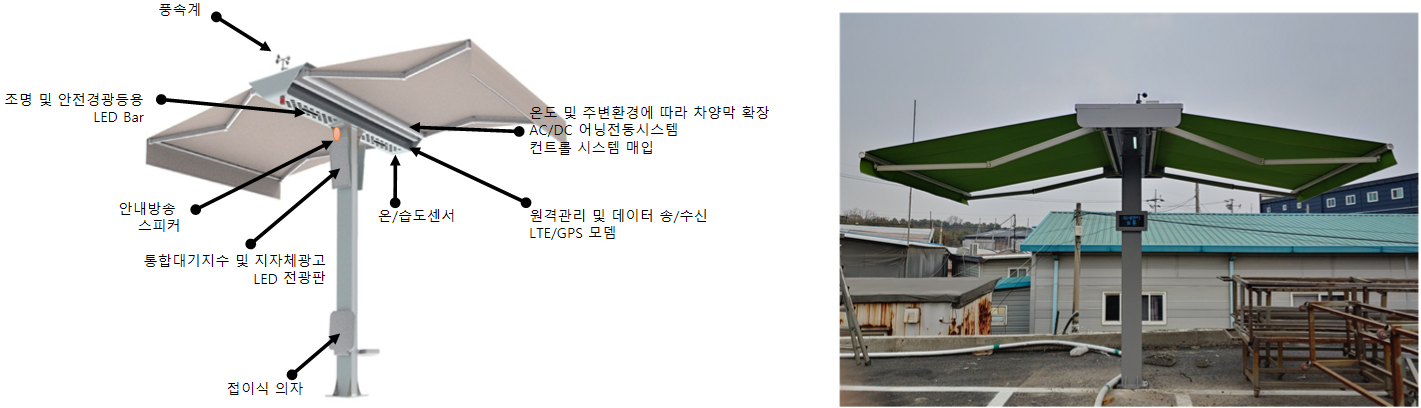 풍속계
조명 및 안전경광등용
LED Bar
온도 및 주변환경에 따라 차양막 확장
AC/DC 어닝전동시스템
컨트롤 시스템 매입
안내방송
스피커
온/습도센서
원격관리 및 데이터 송/수신
LTE/GPS 모뎀
통합대기지수 및 지자체광고
LED 전광판
접이식 의자